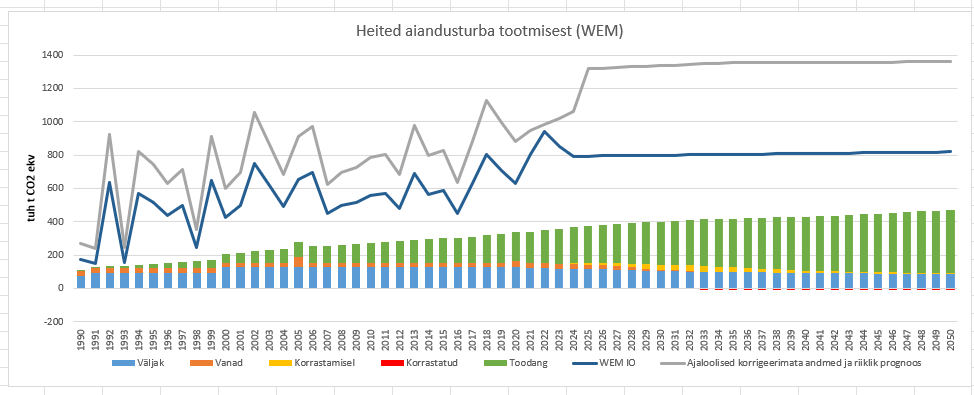 Heited aiandusturba tootmisest (WEM)
tuh t CO2 ekv
1400
1200
1000
800
600
400
200
0
-200
1990 1991 1992 1993 1994 1995 1996 1997 1998 1999 2000 2001 2002 2003 2004 2005 2006 2007 2008 2009 2010 2011 2012 2013 2014 2015 2016 2017 2018 2019 2020 2021 2022 2023 2024 2025 2026 2027 2028 2029 2030 2031 2032 2033 2034 2035 2036 2037 2038 2039 2040 2041 2042 2043 2044 2045 2046 2047 2048 2049 2050
Väljak Vanad Korrastamisel Korrastatud Toodang WEM IO Ajaloolised korrigeerimata andmed ja riiklik prognoos